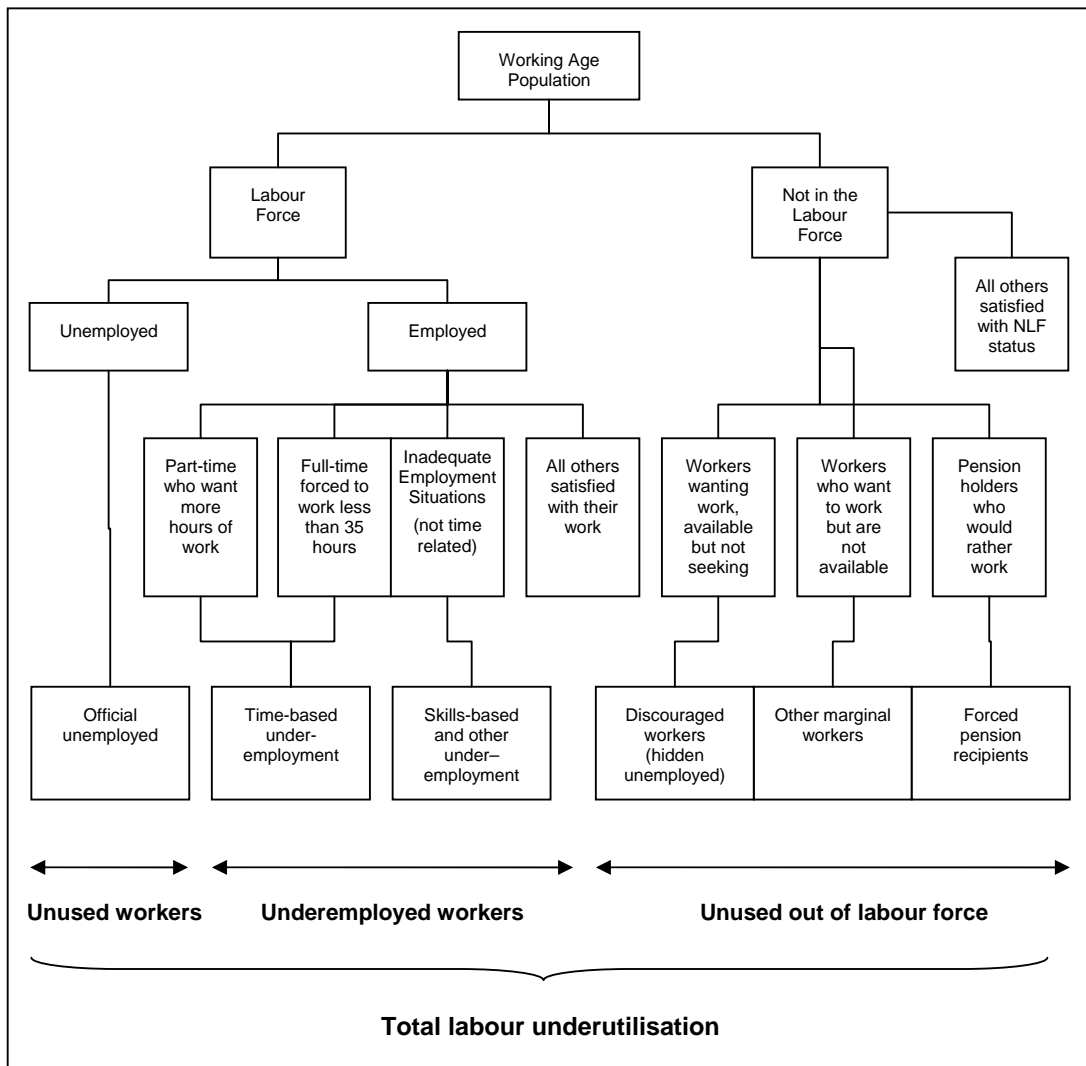 Working Age
Population
Labour
Force
Not in the
Labour
Force
All others
satisfied
with NLF
status
Unemployed
Employed
Part-time
who want
more
hours of
work
Full-time
forced to
work less
than 35
hours
Inadequate
Employment
Situations
(not time
related)
All others
satisfied
with their
work
Workers
wanting
work,
available
but not
seeking
Workers
who want
to work
but are
not
available
Pension
holders
who
would
rather
work
Official
unemployed
Time-based
under-
employment
Skills-based
and other
under–
employment
Discouraged
workers
(hidden
unemployed)
Other marginal
workers
Forced
pension
recipients
Unused workers
Underemployed workers
Unused out of labour force
Total labour underutilisation